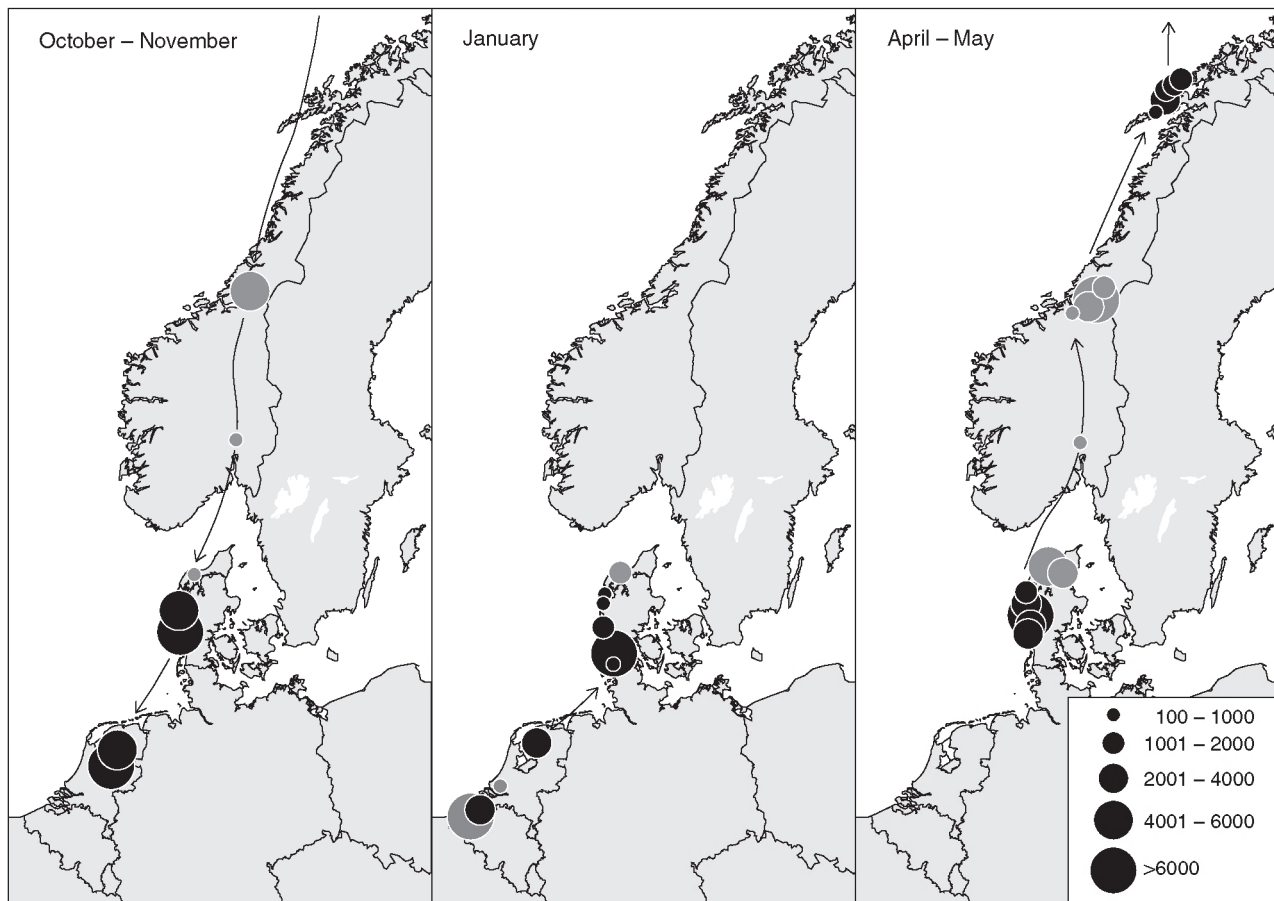 October – November
January
April – May
100 – 1000
1001 – 2000
2001 – 4000
4001 – 6000
>6000